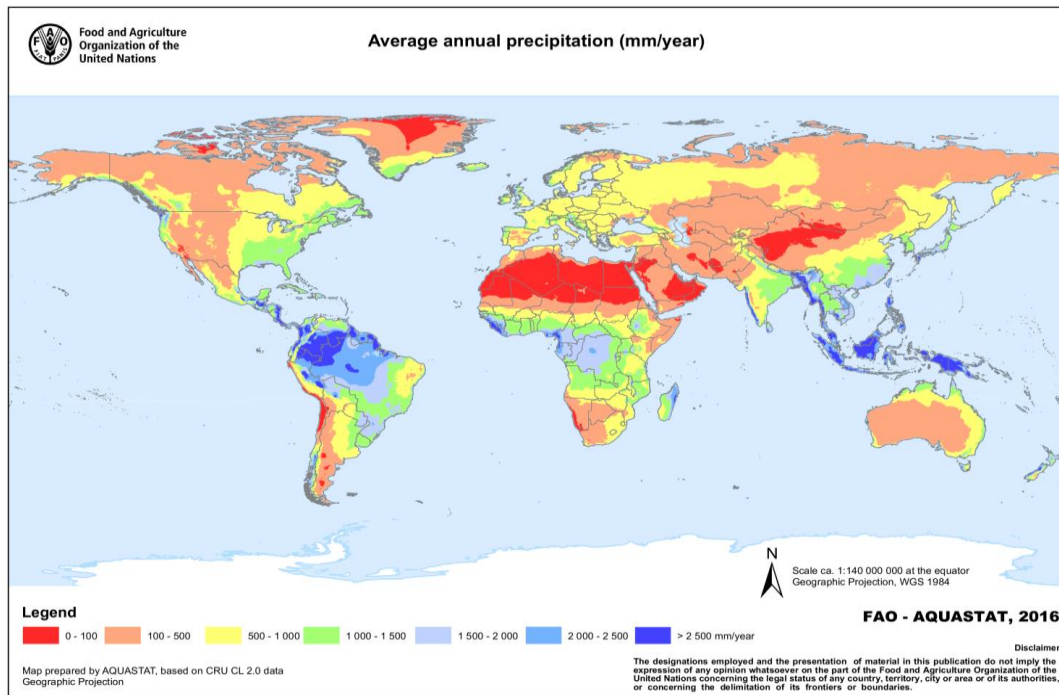 Food and Agriculture
Organization of the
United Nations
F A O
FIAT PANIS
Average annual precipitation (mm/year)
N
Scale ca. 1:140 000 000 at the equator
Geographic Projection, WGS 1984
Legend
0 - 100
100 - 500
500 - 1 000
1 000 - 1 500
1 500 - 2 000
2 000 - 2 500
> 2 500 mm/year
FAO - AQUASTAT, 2016
Map prepared by AQUASTAT, based on CRU CL 2.0 data
Geographic Projection
Disclaimer
The designations employed and the presentation of material in this publication do not imply the
expression of any opinion whatsoever on the part of the Food and Agriculture Organization of the
United Nations concerning the legal status of any country, territory, city or area or of its authorities,
or concerning the delimitation of its frontiers or boundaries.